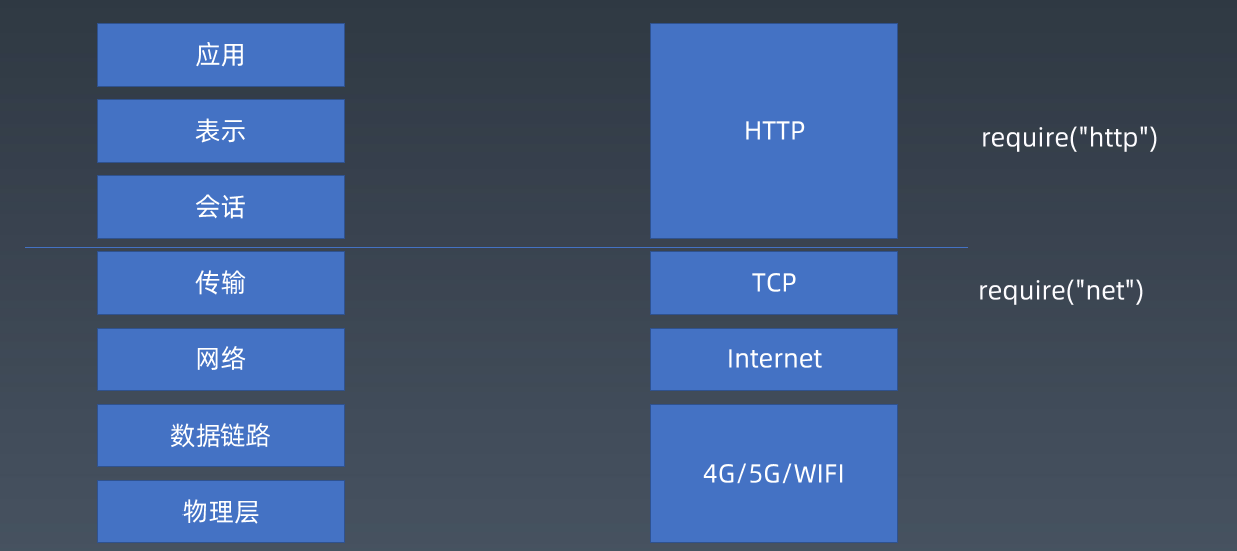 应用
表示
会话
传输
网络
数据链路
物理层
HTTP
TCP
Internet
4G/5G/WIFI
require("http")
require("net")